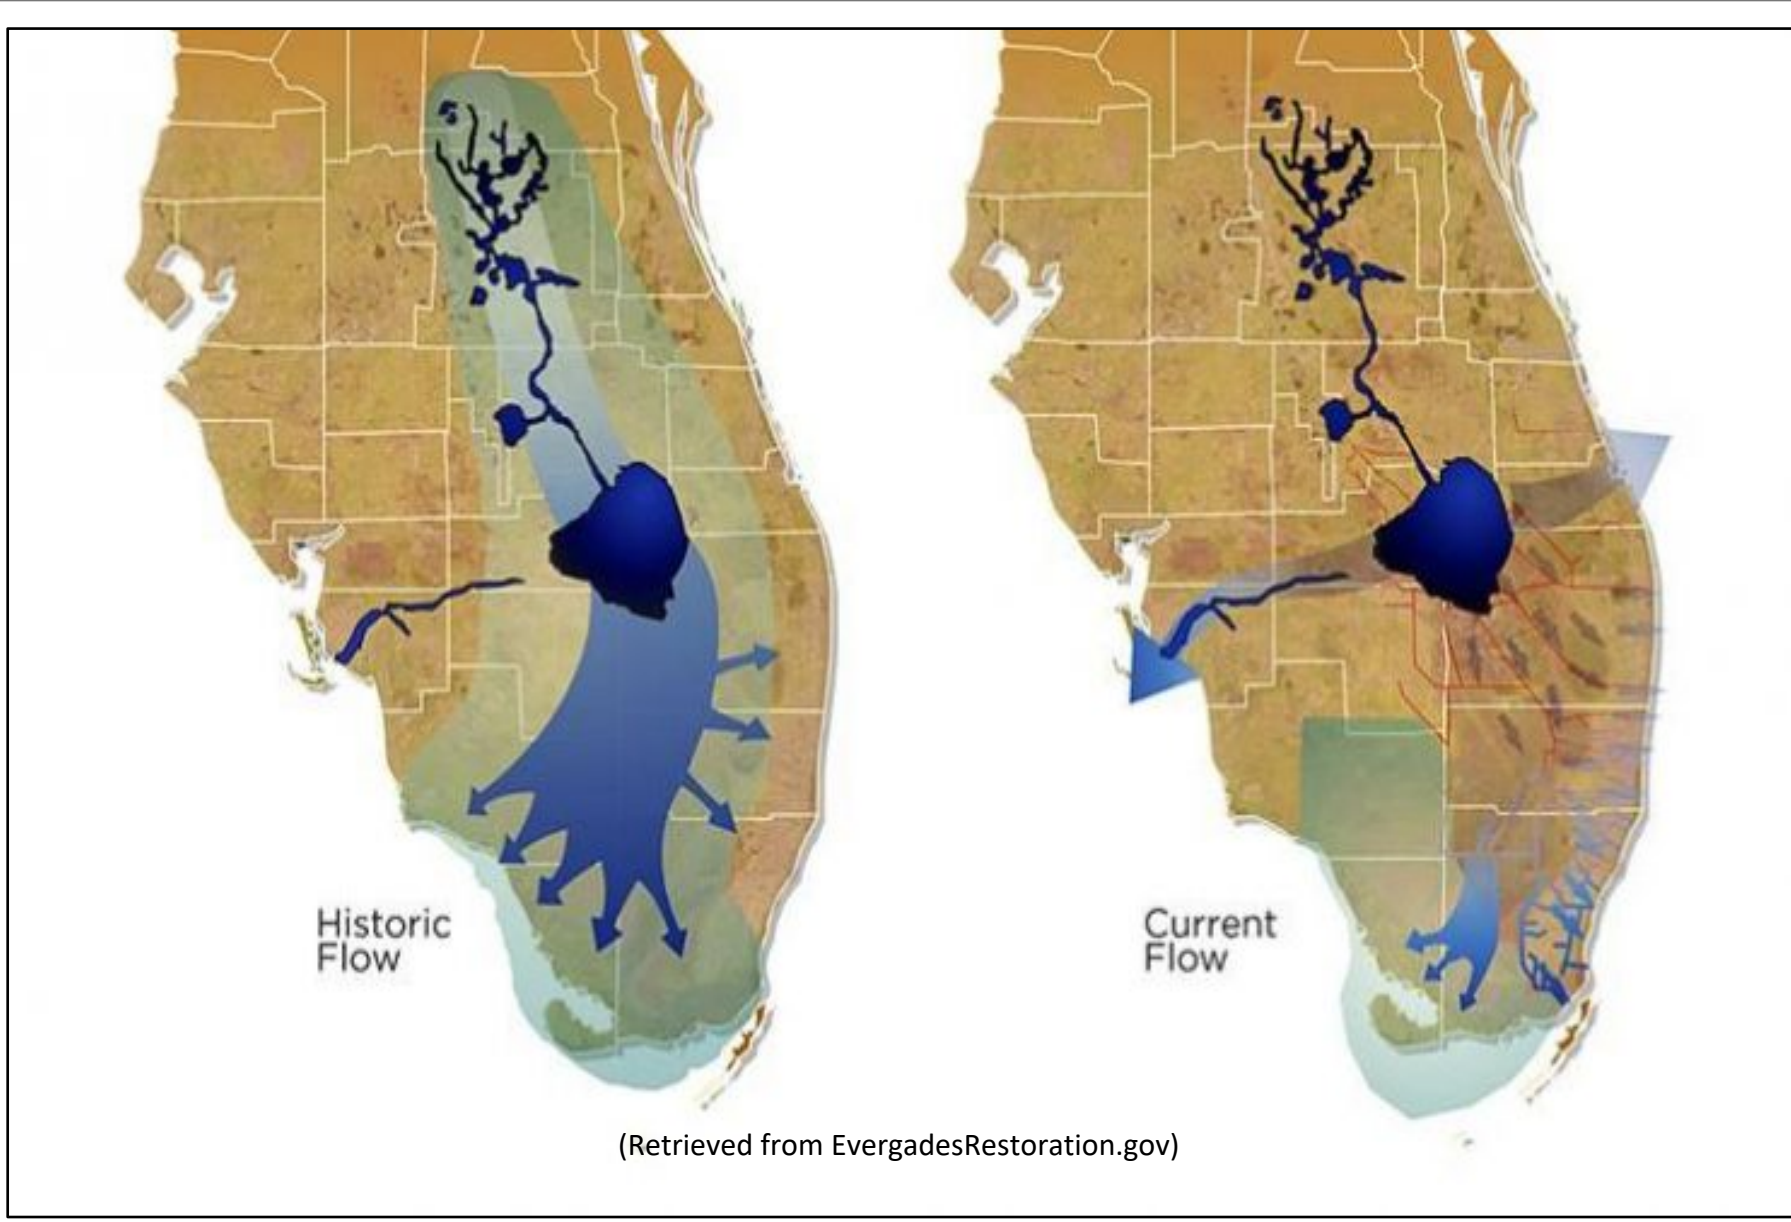 Historic
Flow
Current
Flow
(Retrieved from EvergadesRestoration.gov)